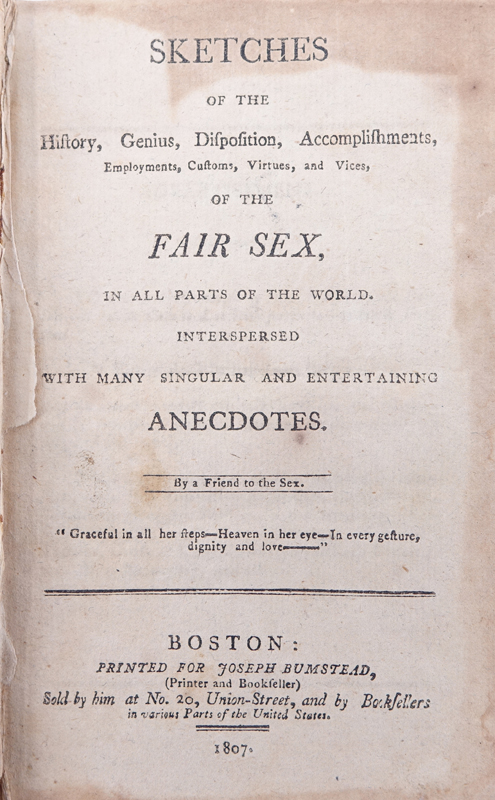 SKETCHES
OF THE
Hiſtory, Genius, Diſpoſition, Accompliſhments,
Employments, Cuſtoms, Virtues, and Vices,
OF THE
FAIR SEX,
IN ALL PARTS OF THE WORLD.
INTERSPERSED
WITH MANY SINGULAR AND ENTERTAINING
ANECDOTES.
By a Friend to the Sex.
“ Graceful in all her ſteps—Heaven in her eye—In every geſture,
dignity and love———”
BOSTON:
PRINTED FOR JOSEPH BUMSTEAD,
(Printer and Bookſeller)
Sold by him at No. 20, Union-Street, and by Bookſellers
in various Parts of the United States.
1807.